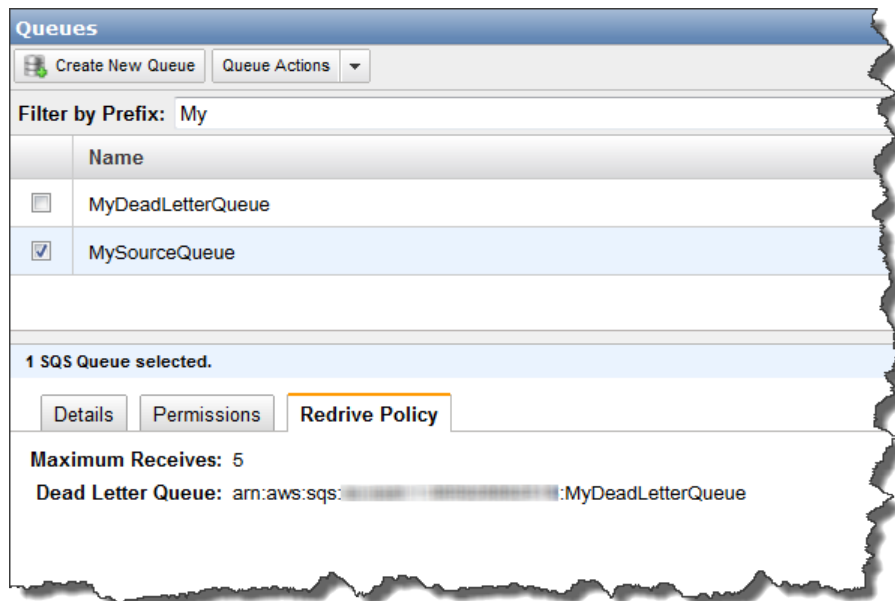 Queues
Create New Queue Queue Actions
Filter by Prefix: My
Name
MyDeadLetterQueue
MySourceQueue
1 SQS Queue selected.
Details Permissions Redrive Policy
Maximum Receives: 5
Dead Letter Queue: arn:aws:sqs: :MyDeadLetterQueue